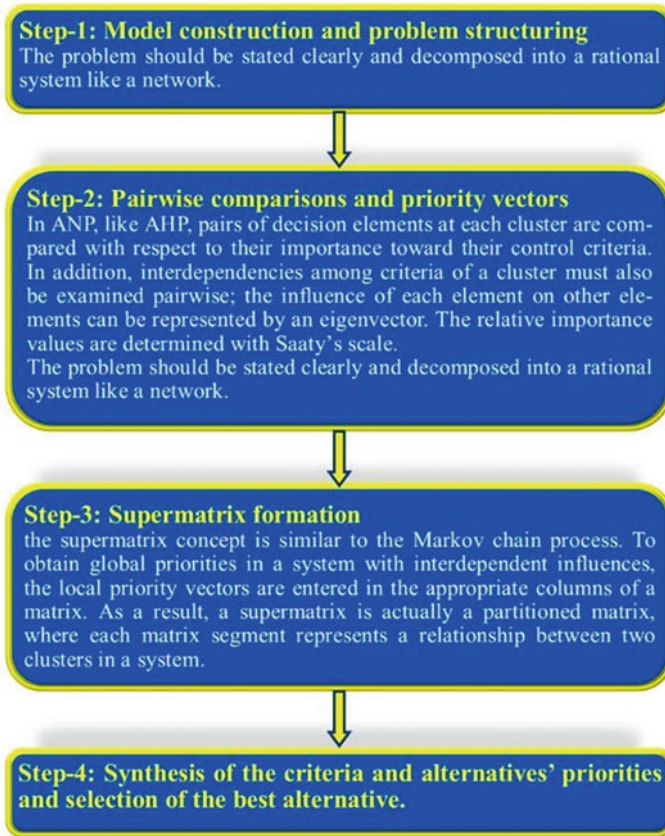 Step-1: Model construction and problem structuring
The problem should be stated clearly and decomposed into a rational
system like a network.
Step-2: Pairwise comparisons and priority vectors
In ANP, like AHP, pairs of decision elements at each cluster are com-
pared with respect to their importance toward their control criteria.
In addition, interdependencies among criteria of a cluster must also
be examined pairwise; the influence of each element on other ele-
ments can be represented by an eigenvector. The relative importance
values are determined with Saaty's scale.
The problem should be stated clearly and decomposed into a rational
system like a network.
Step-3: Supermatrix formation
the supermatrix concept is similar to the Markov chain process. To
obtain global priorities in a system with interdependent influences,
the local priority vectors are entered in the appropriate columns of a
matrix. As a result, a supermatrix is actually a partitioned matrix,
where each matrix segment represents a relationship between two
clusters in a system.
Step-4: Synthesis of the criteria and alternatives' priorities
and selection of the best alternative.